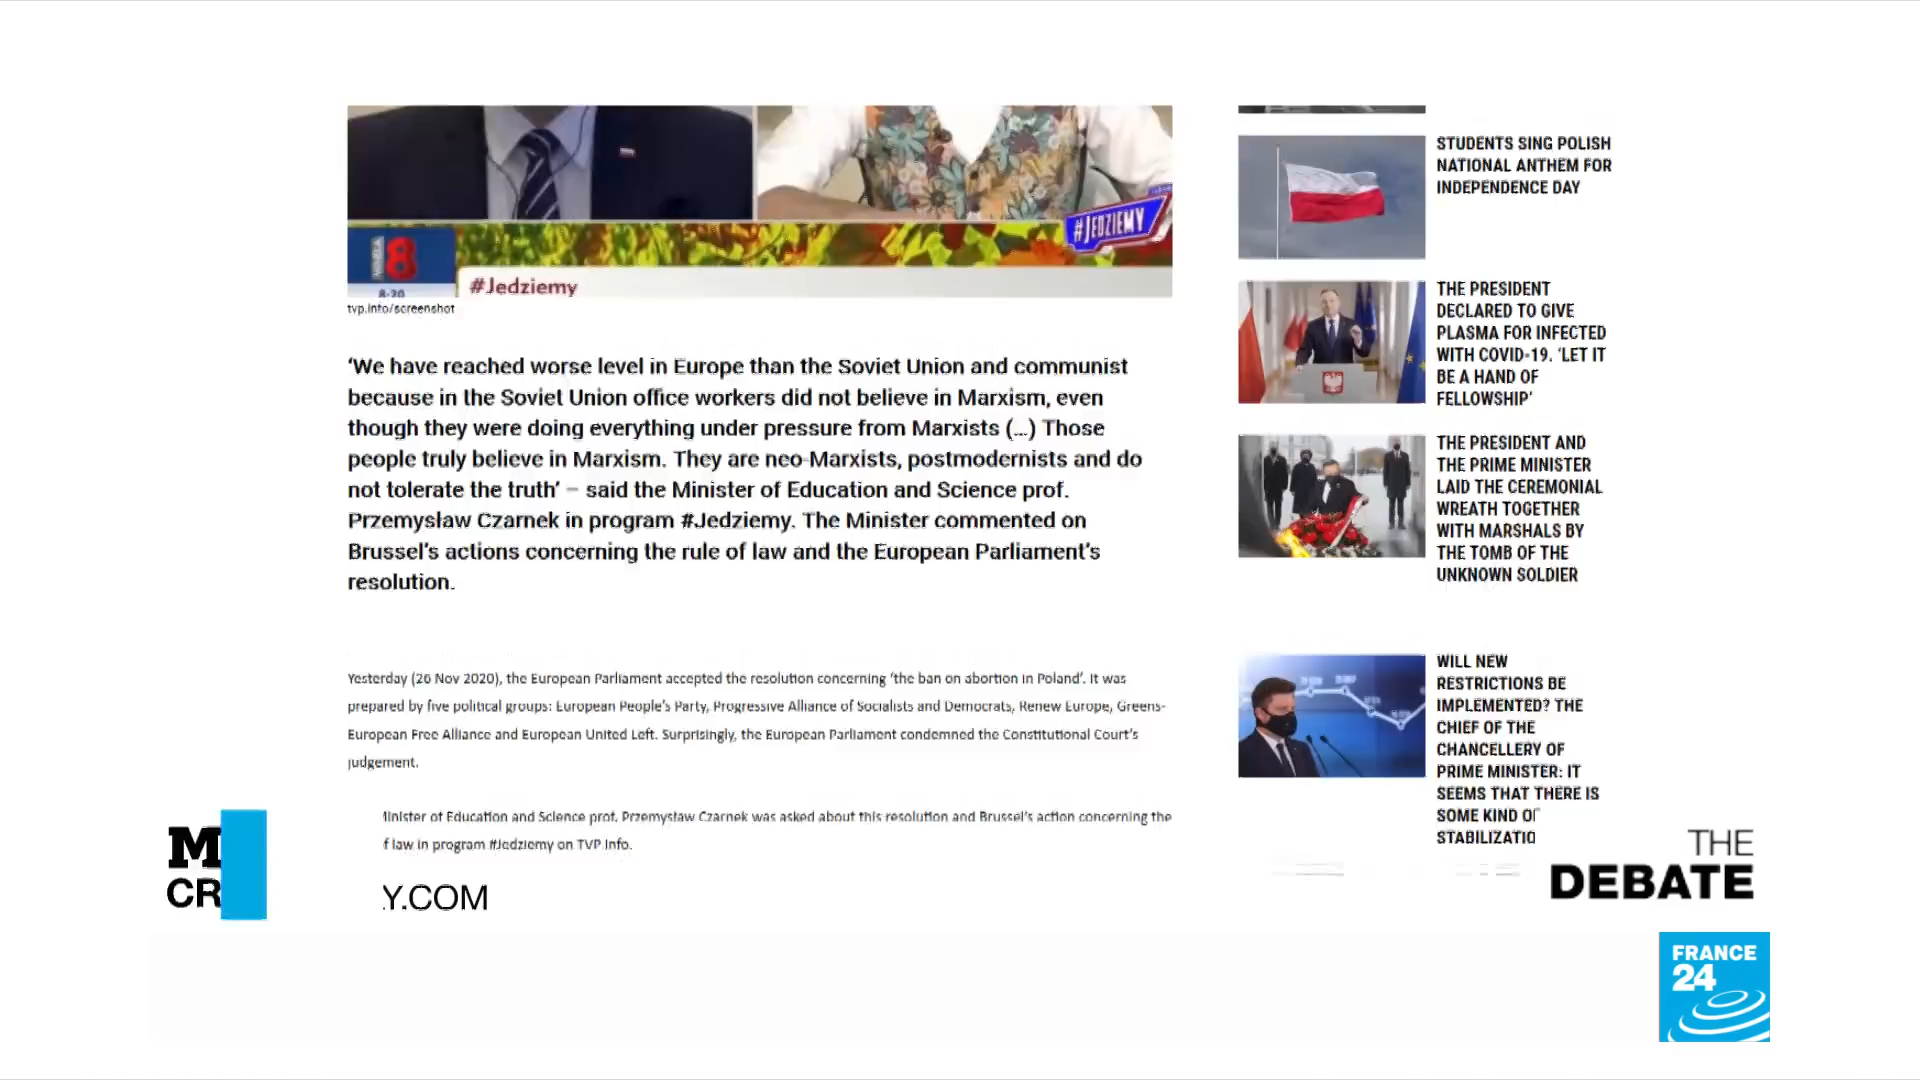 #JEDZIEMY
8
8:20
#Jedziemy
tvp.info/screenshot
‘We have reached worse level in Europe than the Soviet Union and communist
because in the Soviet Union office workers did not believe in Marxism, even
though they were doing everything under pressure from Marxists (...) Those
people truly believe in Marxism. They are neo-Marxists, postmodernists and do
not tolerate the truth’ – said the Minister of Education and Science prof.
Przemysław Czarnek in program #Jedziemy. The Minister commented on
Brussel’s actions concerning the rule of law and the European Parliament’s
resolution.
Yesterday (26 Nov 2020), the European Parliament accepted the resolution concerning ‘the ban on abortion in Poland’. It was
prepared by five political groups: European People’s Party, Progressive Alliance of Socialists and Democrats, Renew Europe, Greens-
European Free Alliance and European United Left. Surprisingly, the European Parliament condemned the Constitutional Court’s
judgement.
inister of Education and Science prof. Przemysław Czarnek was asked about this resolution and Brussel’s action concerning the
f law in program #Jedziemy on TVP Info.
STUDENTS SING POLISH
NATIONAL ANTHEM FOR
INDEPENDENCE DAY
THE PRESIDENT
DECLARED TO GIVE
PLASMA FOR INFECTED
WITH COVID-19. ‘LET IT
BE A HAND OF
FELLOWSHIP’
THE PRESIDENT AND
THE PRIME MINISTER
LAID THE CEREMONIAL
WREATH TOGETHER
WITH MARSHALS BY
THE TOMB OF THE
UNKNOWN SOLDIER
WILL NEW
RESTRICTIONS BE
IMPLEMENTED? THE
CHIEF OF THE
CHANCELLERY OF
PRIME MINISTER: IT
SEEMS THAT THERE IS
SOME KIND OF
STABILIZATIO
M
CR
Y.COM
THE
DEBATE
FRANCE
24